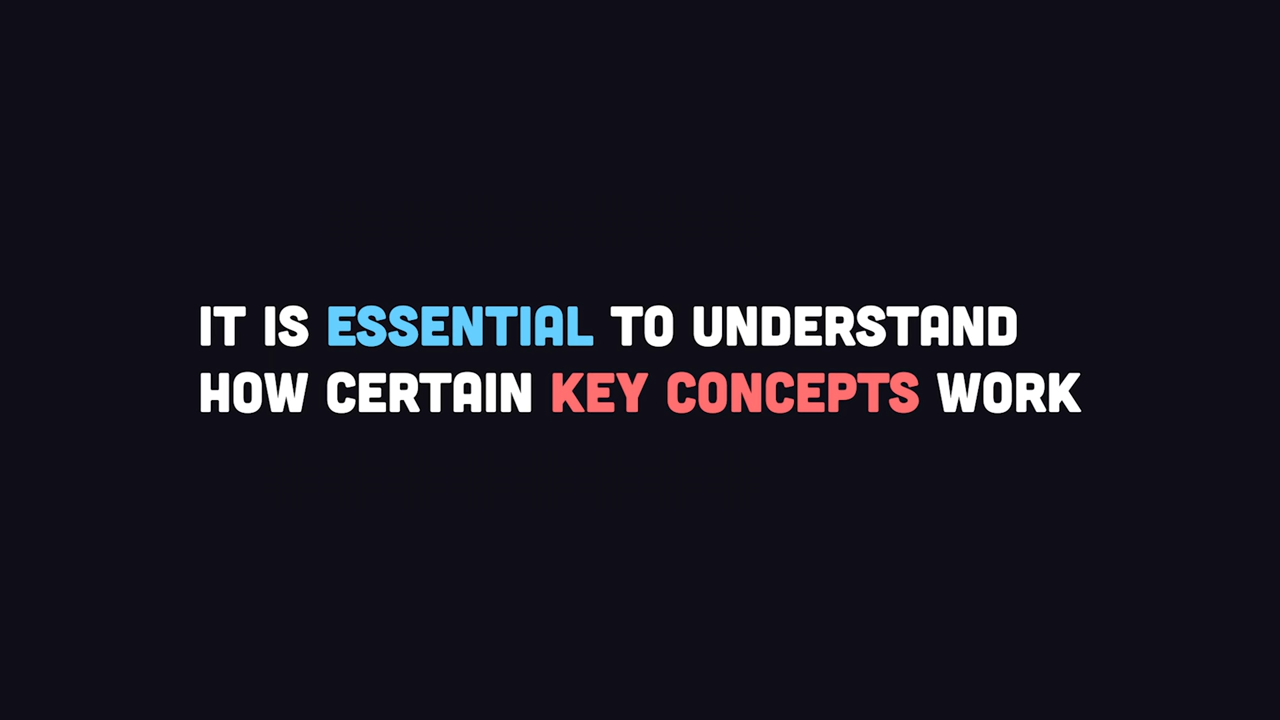 IT IS ESSENTIAL TO UNDERSTAND
HOW CERTAIN KEY CONCEPTS WORK